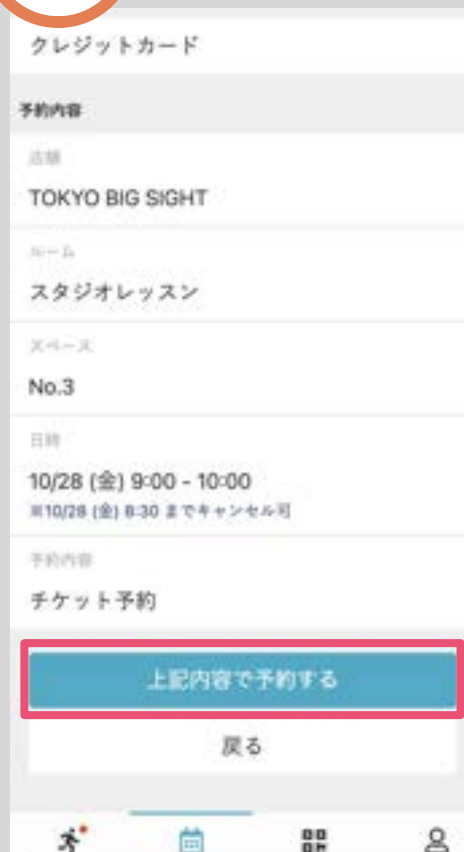 クレジットカード
予約内容
店舗
TOKYO BIG SIGHT
ルーム
スタジオレッスン
スペース
No.3
日時
10/28 (金) 9:00 - 10:00
※10/28 (金) 8:30 までキャンセル可
予約内容
チケット予約
上記内容で予約する
戻る